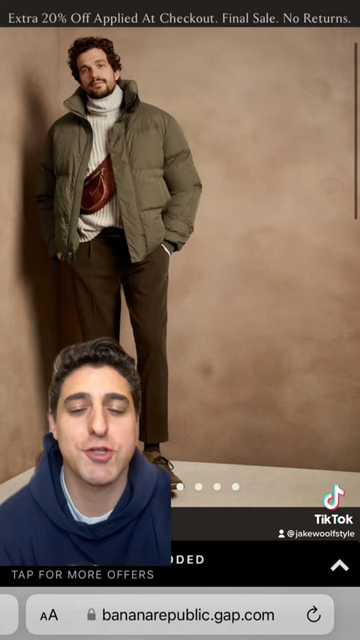 Extra 20% Off Applied At Checkout. Final Sale. No Returns.
TikTok
@jakewoolfstyle
TAP FOR MORE OFFERS
AA
bananarepublic.gap.com